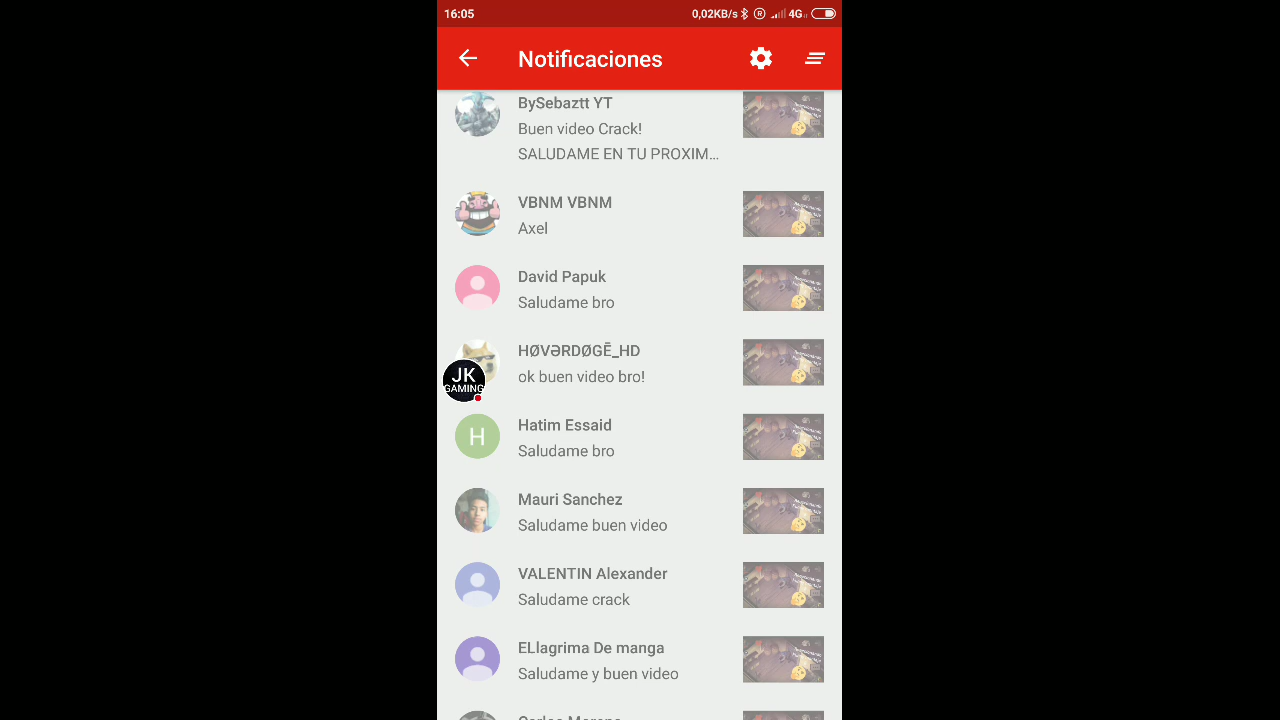 16:05
0,02KB/s R 4G
Notificaciones
BySebaztt YT
Buen video Crack!
SALUDAME EN TU PROXIM...
VBNM VBNM
Axel
David Papuk
Saludame bro
HØVƏRDØGĒ_HD
ok buen video bro!
JK
GAMING
Hatim Essaid
H
Saludame bro
Mauri Sanchez
Saludame buen video
VALENTIN Alexander
Saludame crack
ELlagrima De manga
Saludame y buen video